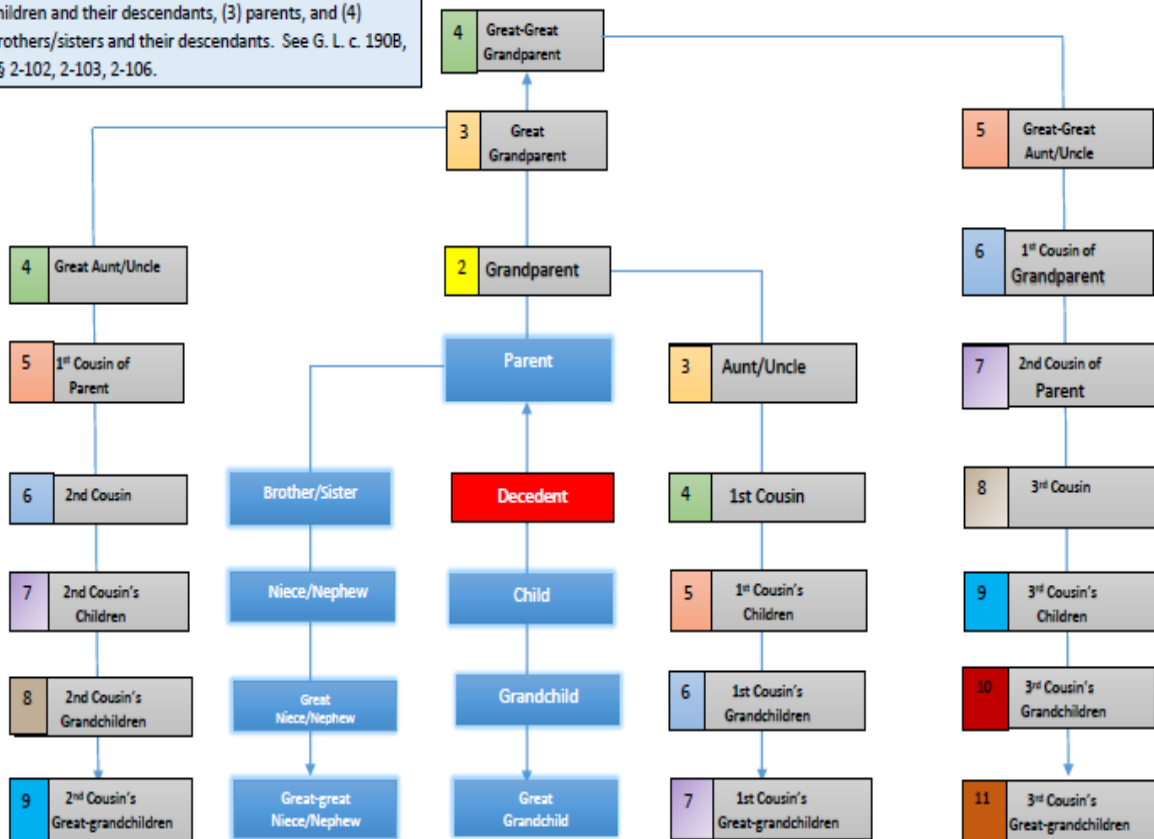 children and their descendants, (3) parents, and (4)
brothers/sisters and their descendants. See G. L. c. 190B,
§ 2-102, 2-103, 2-106.
4
Great-Great
Grandparent
3
Great
Grandparent
5
Great-Great
Aunt/Uncle
4
Great Aunt/Uncle
2
Grandparent
6
1st Cousin of
Grandparent
5
1st Cousin of
Parent
Parent
3
Aunt/Uncle
7
2nd Cousin of
Parent
6
2nd Cousin
Brother/Sister
Decedent
4
1st Cousin
8
3rd Cousin
7
2nd Cousin's
Children
Niece/Nephew
Child
5
1st Cousin's
Children
9
3rd Cousin's
Children
8
2nd Cousin's
Grandchildren
Great
Niece/Nephew
Grandchild
6
1st Cousin's
Grandchildren
10
3rd Cousin's
Grandchildren
9
2nd Cousin's
Great-grandchildren
Great-great
Niece/Nephew
Great
Grandchild
7
1st Cousin's
Great-grandchildren
11
3rd Cousin's
Great-grandchildren